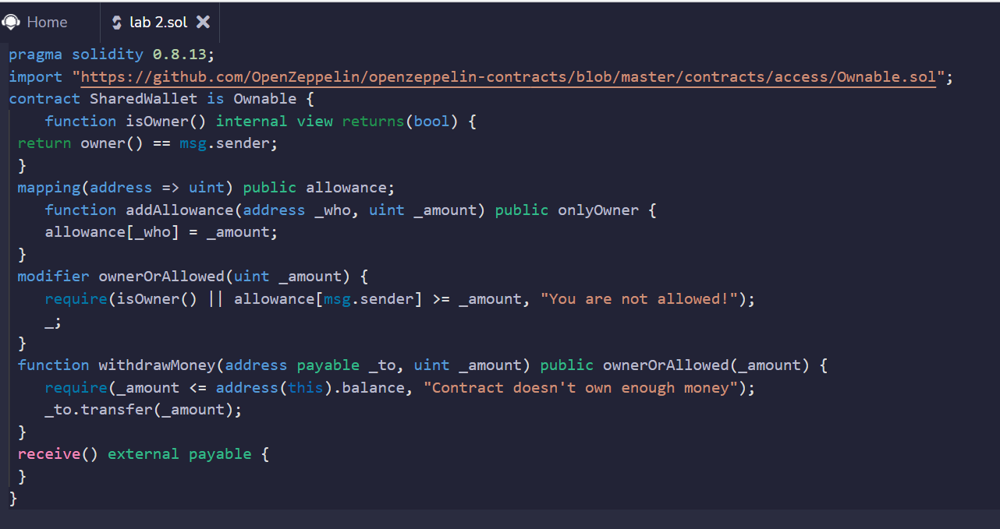 Home lab 2.sol
pragma solidity 0.8.13;
import "https://github.com/OpenZeppelin/openzeppelin-contracts/blob/master/contracts/access/Ownable.sol";
contract SharedWallet is Ownable {
function isOwner() internal view returns(bool) {
return owner() == msg.sender;
}
mapping(address => uint) public allowance;
function addAllowance(address _who, uint _amount) public onlyOwner {
allowance[_who] = _amount;
}
modifier ownerOrAllowed(uint _amount) {
require(isOwner() || allowance[msg.sender] >= _amount, "You are not allowed!");
_;
}
function withdrawMoney(address payable _to, uint _amount) public ownerOrAllowed(_amount) {
require(_amount <= address(this).balance, "Contract doesn't own enough money");
_to.transfer(_amount);
}
receive() external payable {
}
}